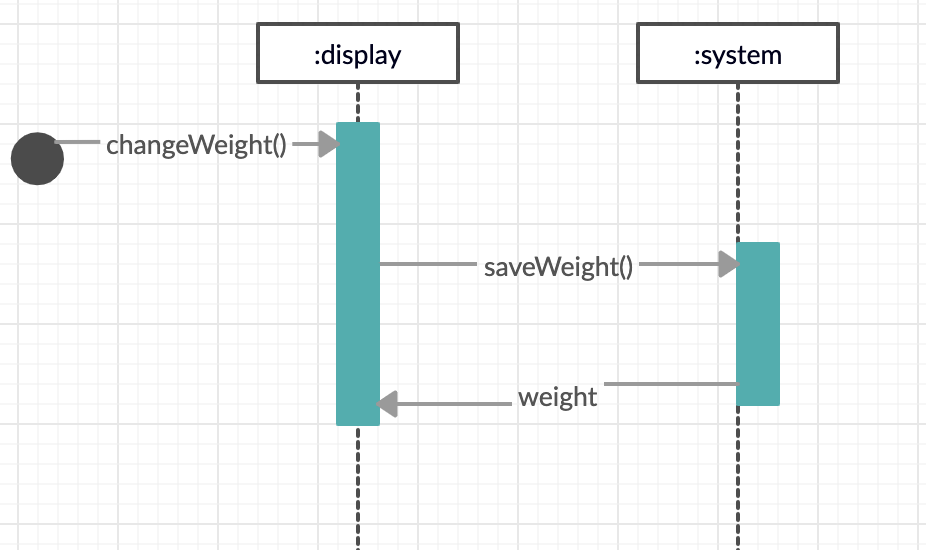 :display
:system
changeWeight()
saveWeight()
weight